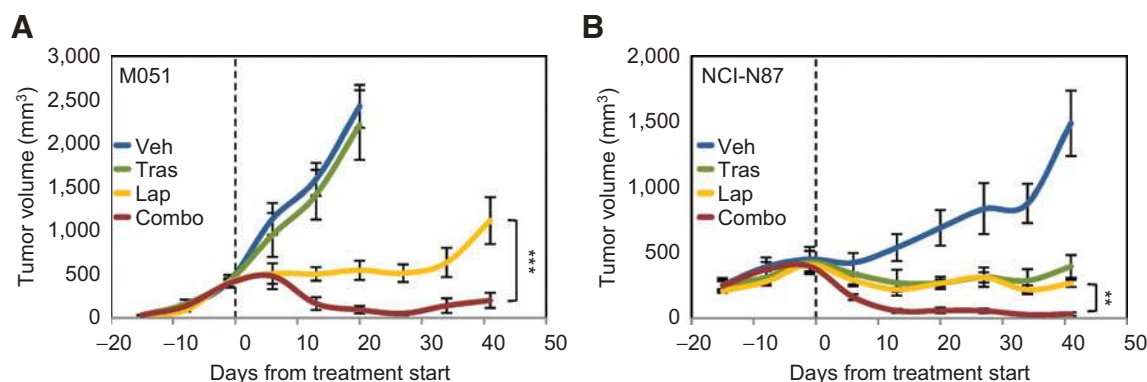 A
Tumor volume (mm³)
3,000
2,500
2,000
1,500
1,000
500
0
M051
Veh
Tras
Lap
Combo
***
–20 –10 0 10 20 30 40 50
Days from treatment start
B
Tumor volume (mm³)
2,000
1,500
1,000
500
0
NCI-N87
Veh
Tras
Lap
Combo
**
–20 –10 0 10 20 30 40 50
Days from treatment start